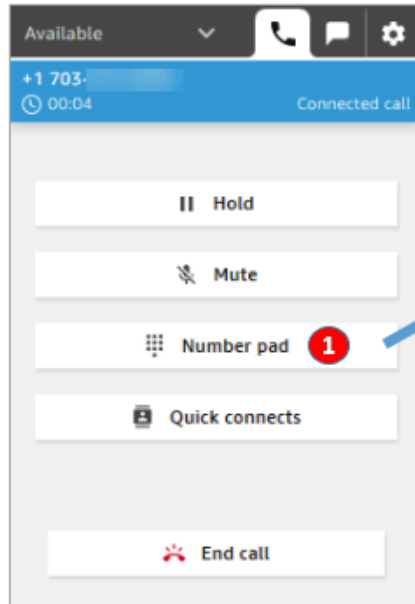 Available
+1 703-
00:04
Connected call
Hold
Mute
Number pad 1
Quick connects
End call